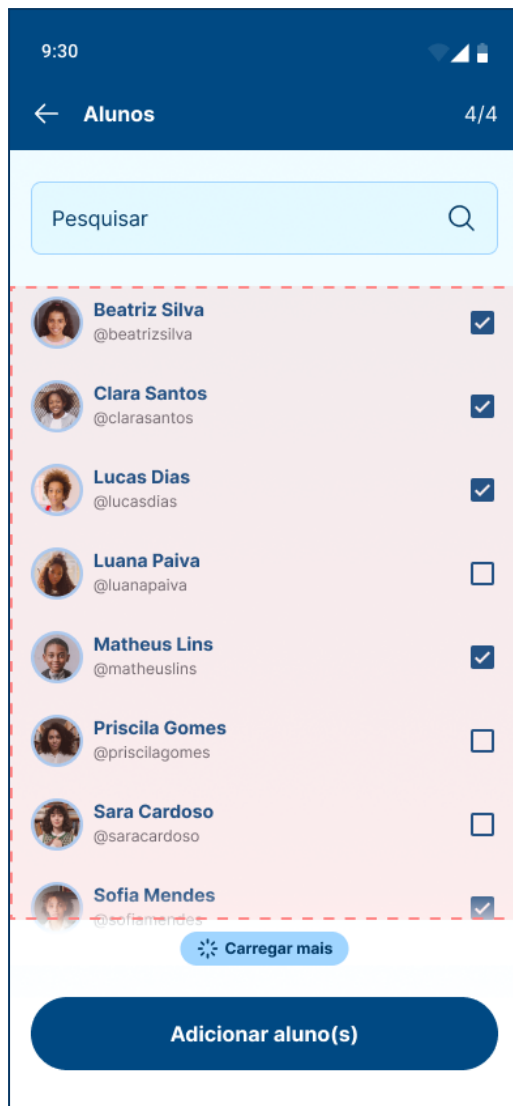 9:30
Alunos 4/4
Pesquisar
Beatriz Silva
@beatrizsilva
Clara Santos
@clarasantos
Lucas Dias
@lucasdias
Luana Paiva
@luanapaiva
Matheus Lins
@matheuslins
Priscila Gomes
@priscilagomes
Sara Cardoso
@saracardoso
Sofia Mendes
@sofiamendes
Carregar mais
Adicionar aluno(s)